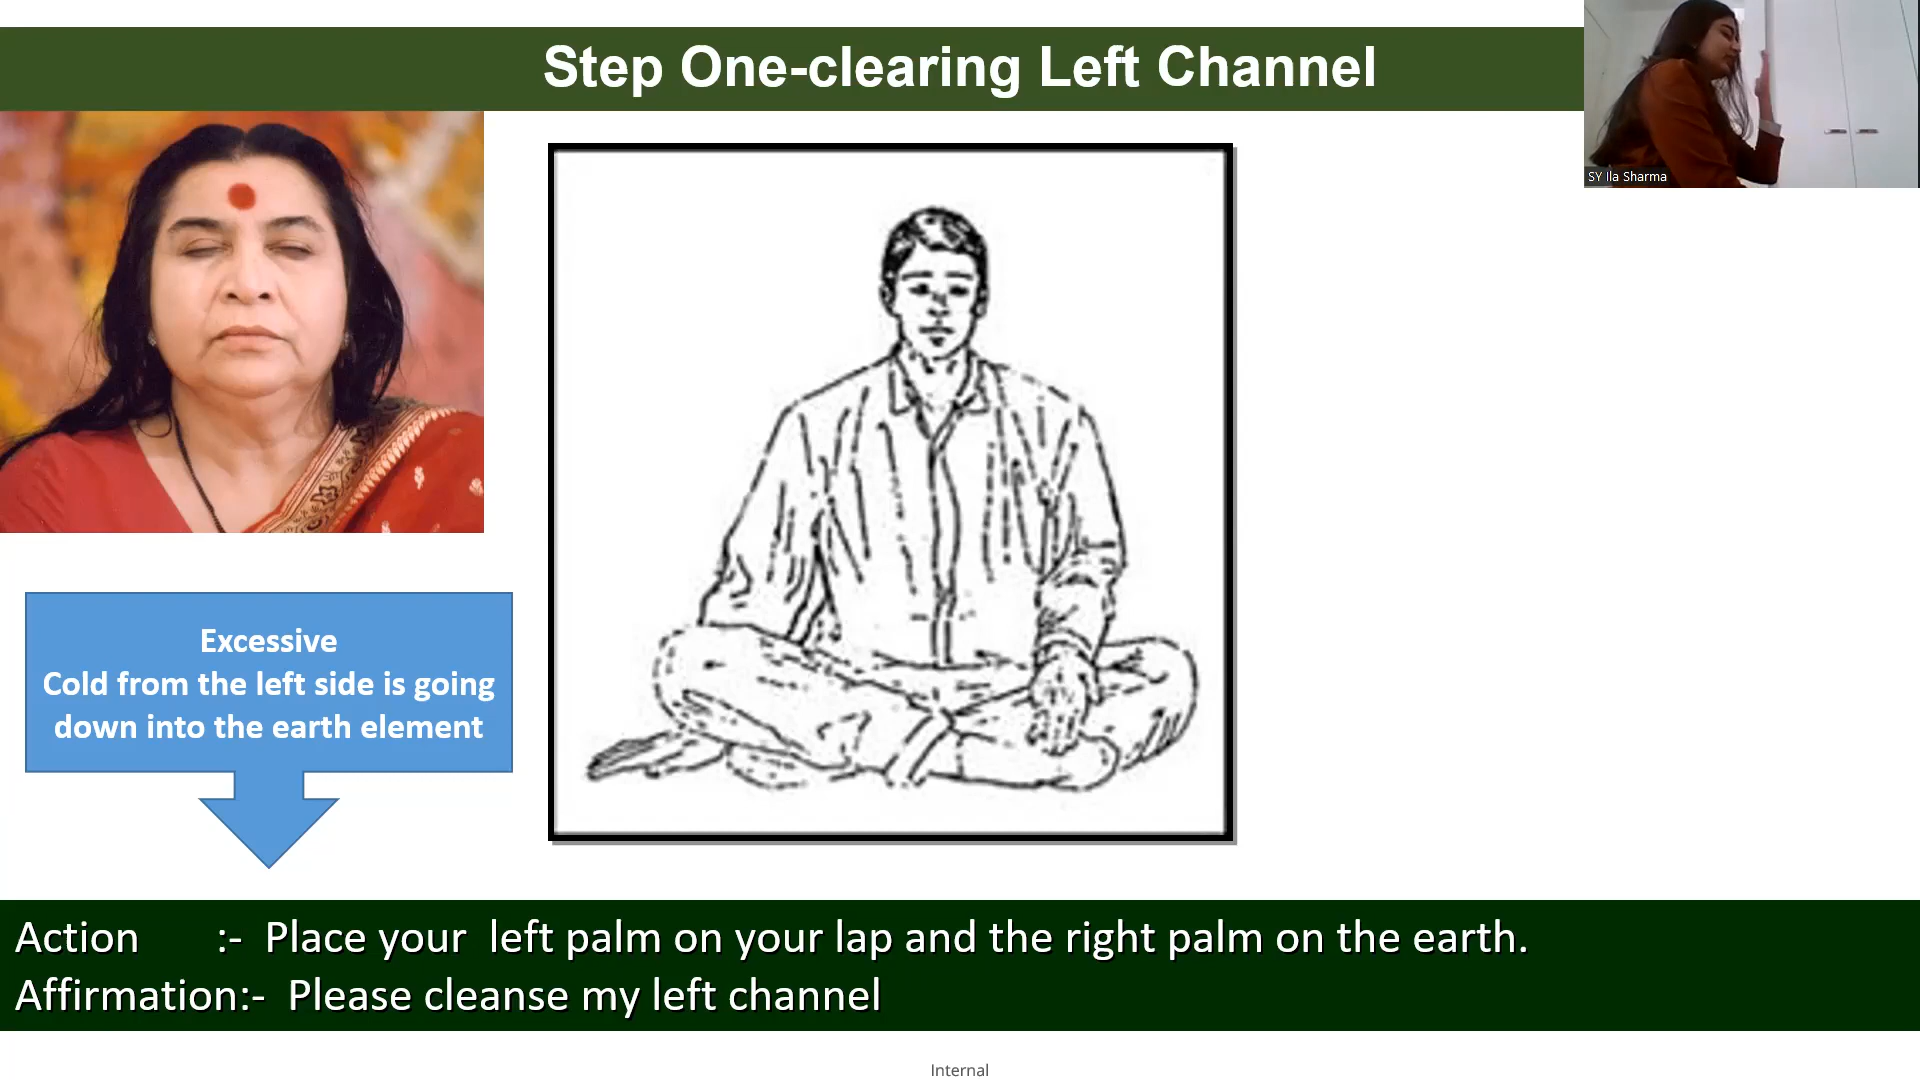 Step One-clearing Left Channel
SY Ila Sharma
Excessive
Cold from the left side is going
down into the earth element
Action :- Place your left palm on your lap and the right palm on the earth.
Affirmation:- Please cleanse my left channel
Internal